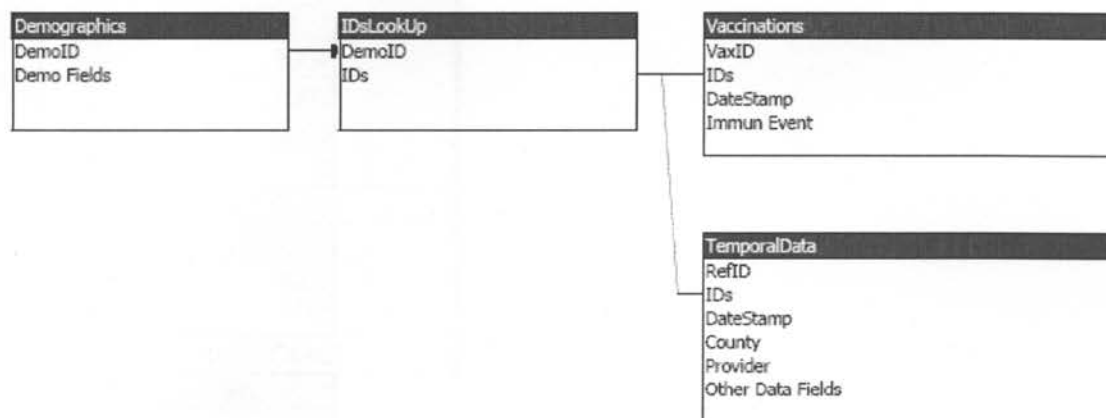 Demographics
DemoID
Demo Fields
IDsLookUp
DemoID
IDs
Vaccinations
VaxID
IDs
DateStamp
Immun Event
TemporalData
RefID
IDs
DateStamp
County
Provider
Other Data Fields